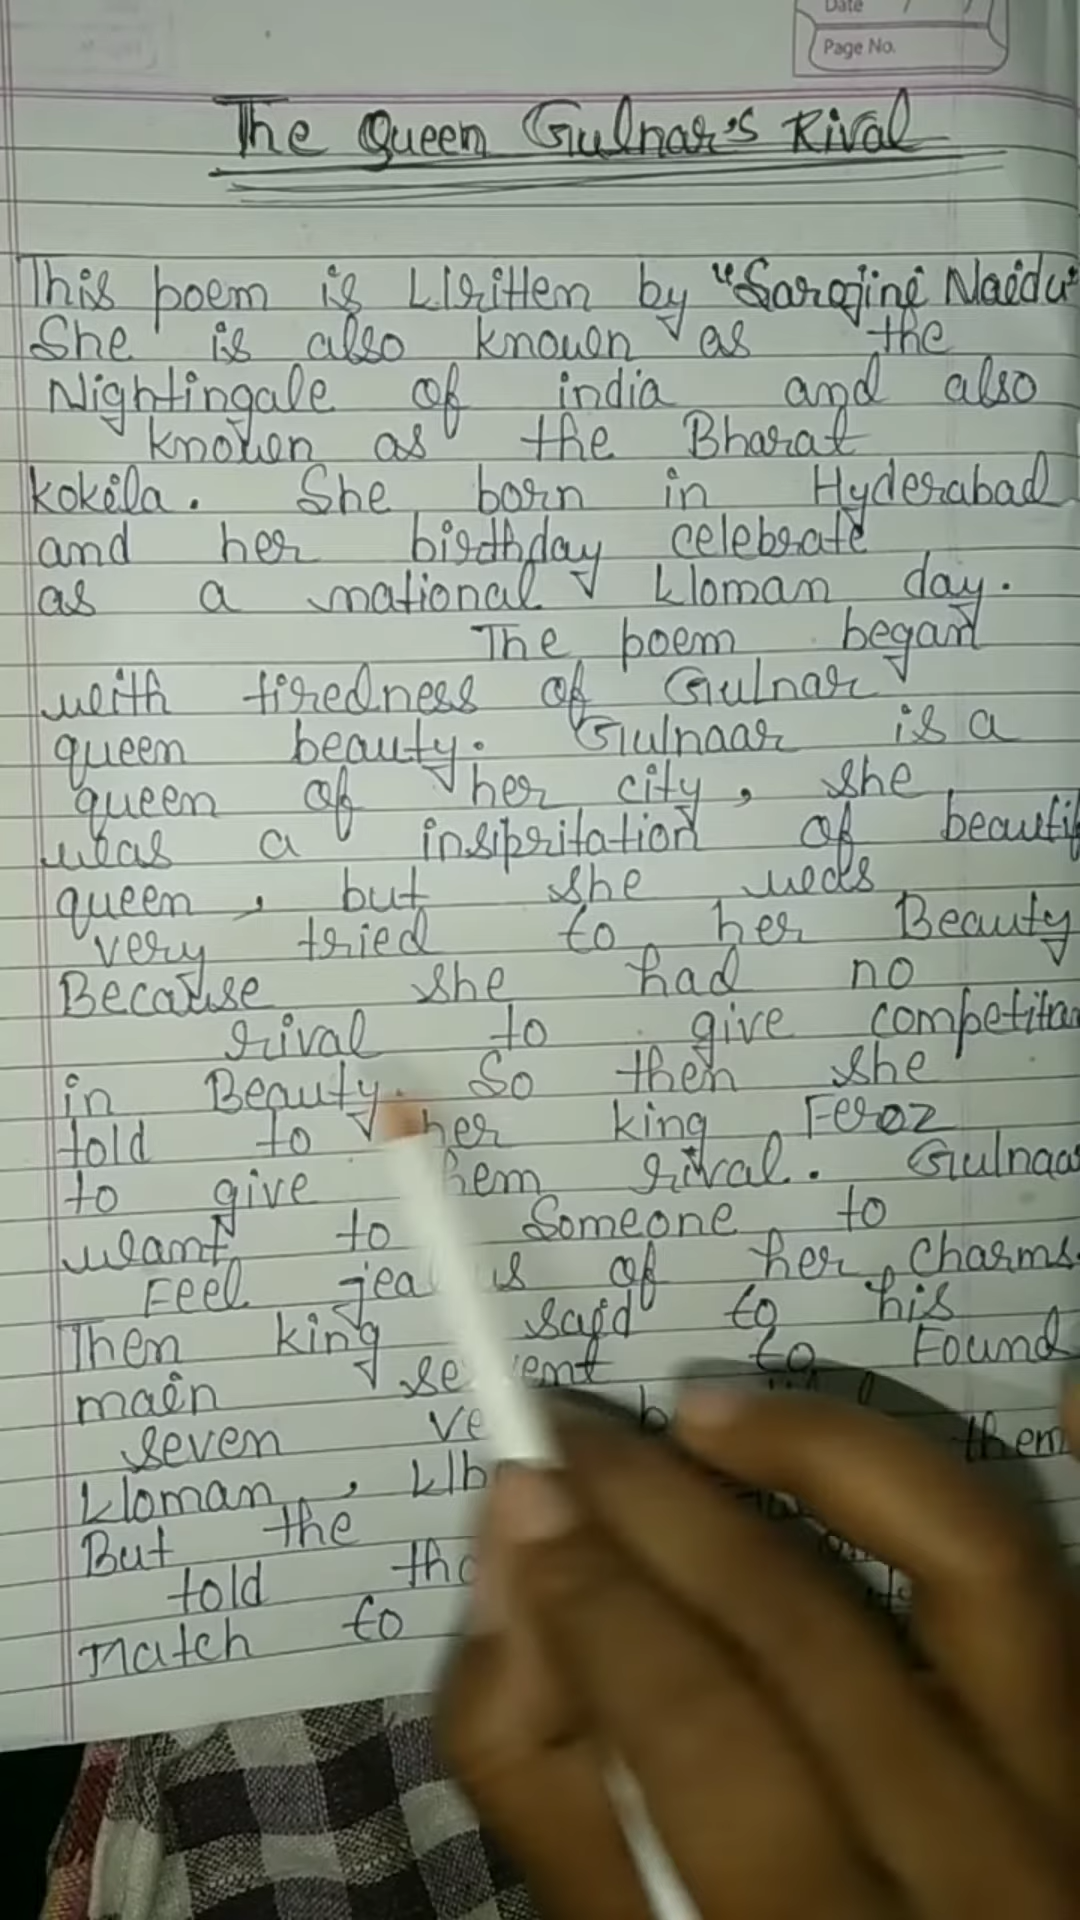 Date / /
Page No.
The Queen Gulnar's Rival
This poem is Written by "Sarojini Naidu"
She is also knowen as the
Nightingale of india and also
knowen as the Bharat
kokila. She born in Hyderabad
and her birthday celebrate
as a national Woman day.
The poem began
with tiredness of Gulnar
queen beauty. Gulnaar is a
queen of her city, she
was a insipritation of beautif
queen, but she was
very tried to her Beauty
Because she had no
rival to give competitao
in Beauty. So then she
told to her king Feroz
to give them rival. Gulnaar
want to Someone to
Feel of her charms.
Then king said to his
main to Found
seven them
Woman,
But the
told
Match to